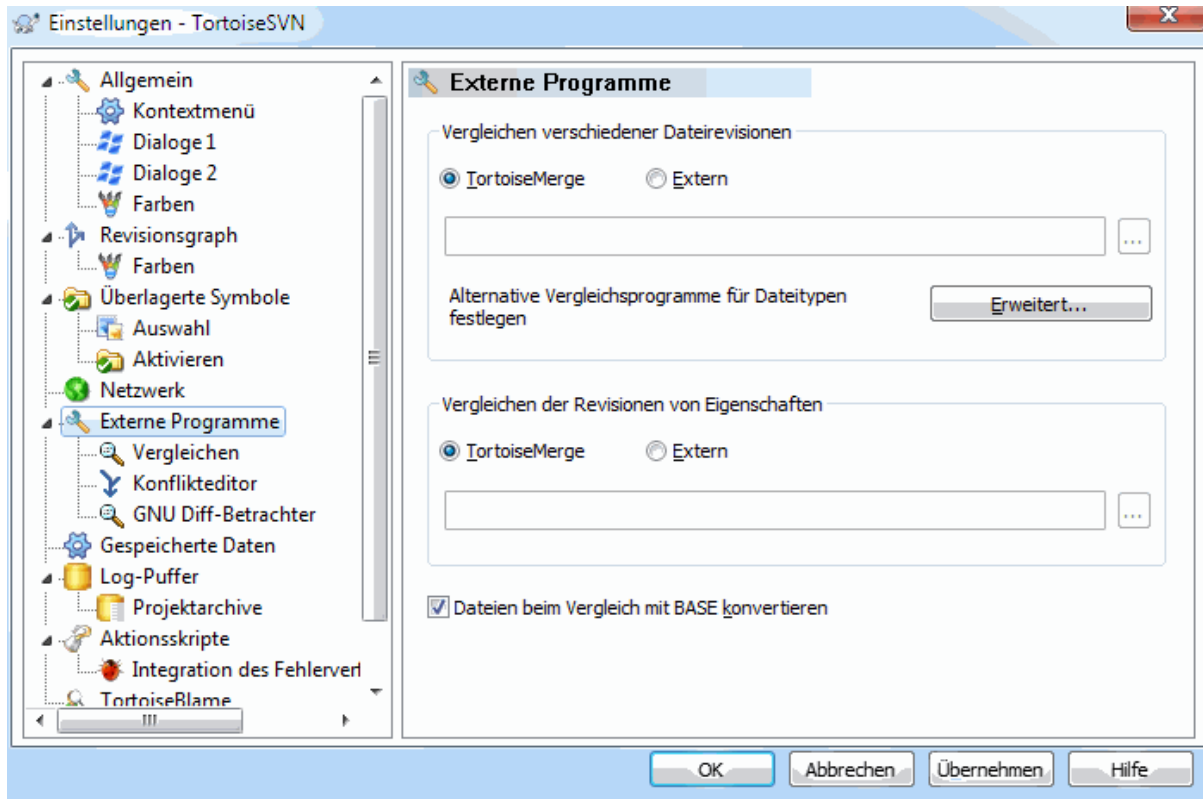 Einstellungen - TortoiseSVN
Allgemein
Kontextmenü
Dialoge 1
Dialoge 2
Farben
Revisionsgraph
Farben
Überlagerte Symbole
Auswahl
Aktivieren
Netzwerk
Externe Programme
Vergleichen
Konflikteditor
GNU Diff-Betrachter
Gespeicherte Daten
Log-Puffer
Projektarchive
Aktionsskripte
Integration des Fehlerverf
TortoiseBlame
Externe Programme
Vergleichen verschiedener Dateirevisionen
TortoiseMerge Extern
...
Alternative Vergleichsprogramme für Dateitypen
festlegen
Erweitert...
Vergleichen der Revisionen von Eigenschaften
TortoiseMerge Extern
...
Dateien beim Vergleich mit BASE konvertieren
OK Abbrechen Übernehmen Hilfe